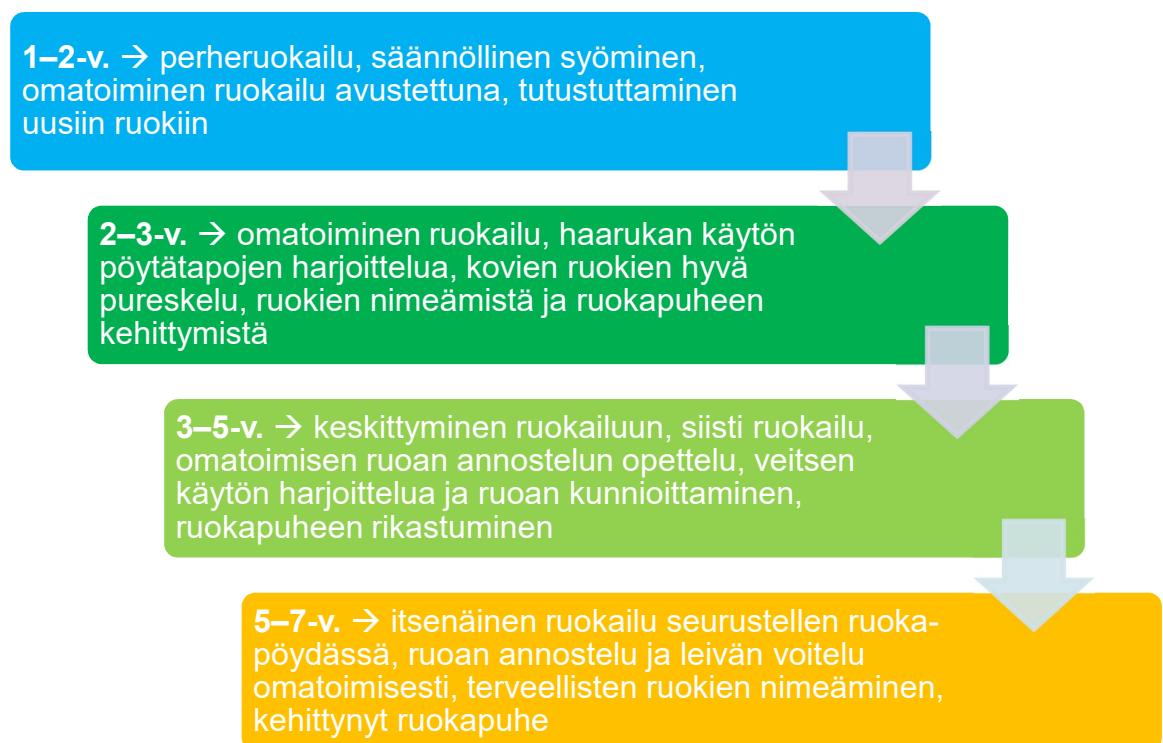 1–2-v. → perheruokailu, säännöllinen syöminen,
omatoiminen ruokailu avustettuna, tutustuttaminen
uusiin ruokiin
2–3-v. → omatoiminen ruokailu, haarukan käytön
pöytätapojen harjoittelua, kovien ruokien hyvä
pureskelu, ruokien nimeämistä ja ruokapuheen
kehittymistä
3–5-v. → keskittyminen ruokailuun, siisti ruokailu,
omatoimisen ruoan annostelun opettelu, veitsen
käytön harjoittelua ja ruoan kunnioittaminen,
ruokapuheen rikastuminen
5–7-v. → itsenäinen ruokailu seurustellen ruoka-
pöydässä, ruoan annostelu ja leivän voitelu
omatoimisesti, terveellisten ruokien nimeäminen,
kehittynyt ruokapuhe